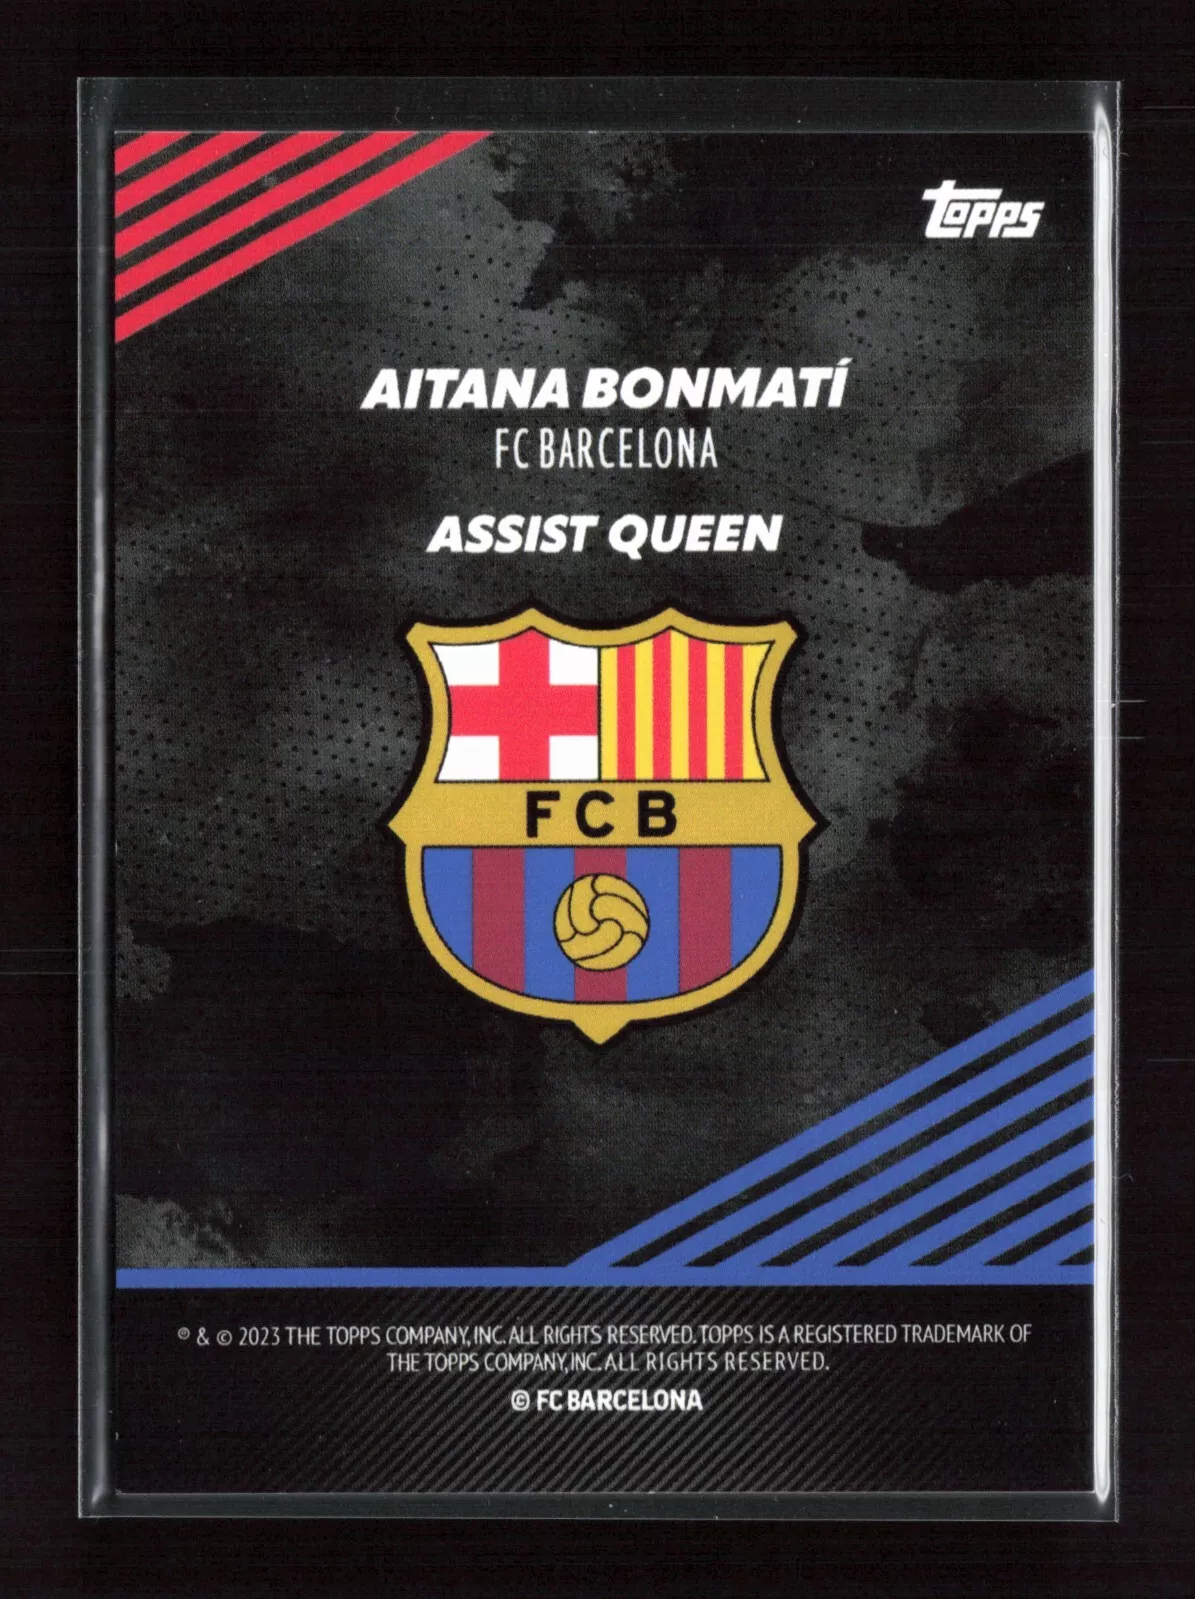 Topps
AITANA BONMATÍ
FC BARCELONA
ASSIST QUEEN
FCB
® & © 2023 THE TOPPS COMPANY, INC. ALL RIGHTS RESERVED. TOPPS IS A REGISTERED TRADEMARK OF
THE TOPPS COMPANY, INC. ALL RIGHTS RESERVED.
© FC BARCELONA